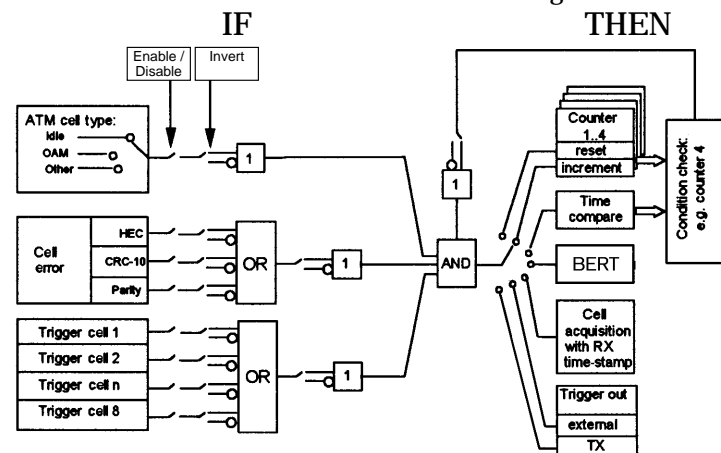 IF
THEN
Enable /
Disable
Invert
ATM cell type:
Idle
OAM
Other
1
Cell
error
HEC
CRC-10
Parity
OR
1
Trigger cell 1
Trigger cell 2
Trigger cell n
Trigger cell 8
OR
1
AND
1
Counter
1..4
reset
increment
Time
compare
BERT
Cell
acquisition
with RX
time-stamp
Trigger out
external
TX
Condition check:
e.g. counter 4